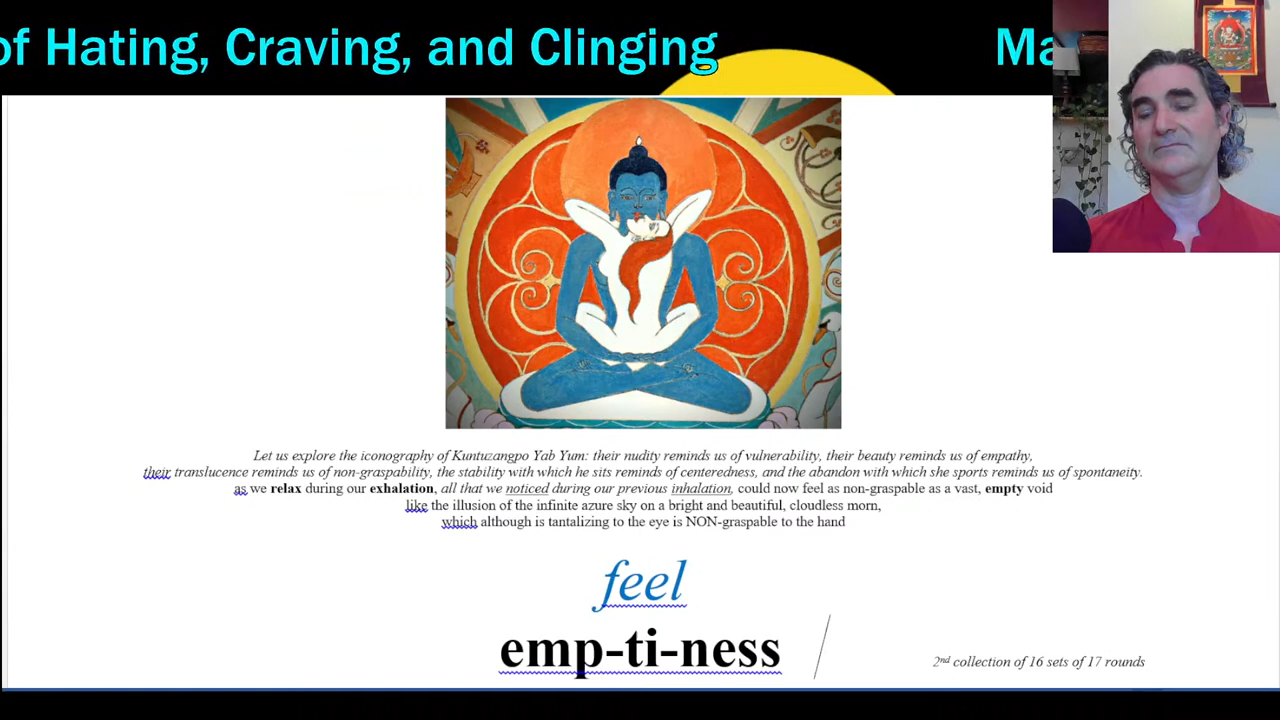 of Hating, Craving, and Clinging Ma
Let us explore the iconography of Kuntuzangpo Yab Yum: their nudity reminds us of vulnerability, their beauty reminds us of empathy,
their translucence reminds us of non-graspability, the stability with which he sits reminds of centeredness, and the abandon with which she sports reminds us of spontaneity.
as we relax during our exhalation, all that we noticed during our previous inhalation, could now feel as non-graspable as a vast, empty void
like the illusion of the infinite azure sky on a bright and beautiful, cloudless morn,
which although is tantalizing to the eye is NON-graspable to the hand
feel
emp-ti-ness /
2nd collection of 16 sets of 17 rounds